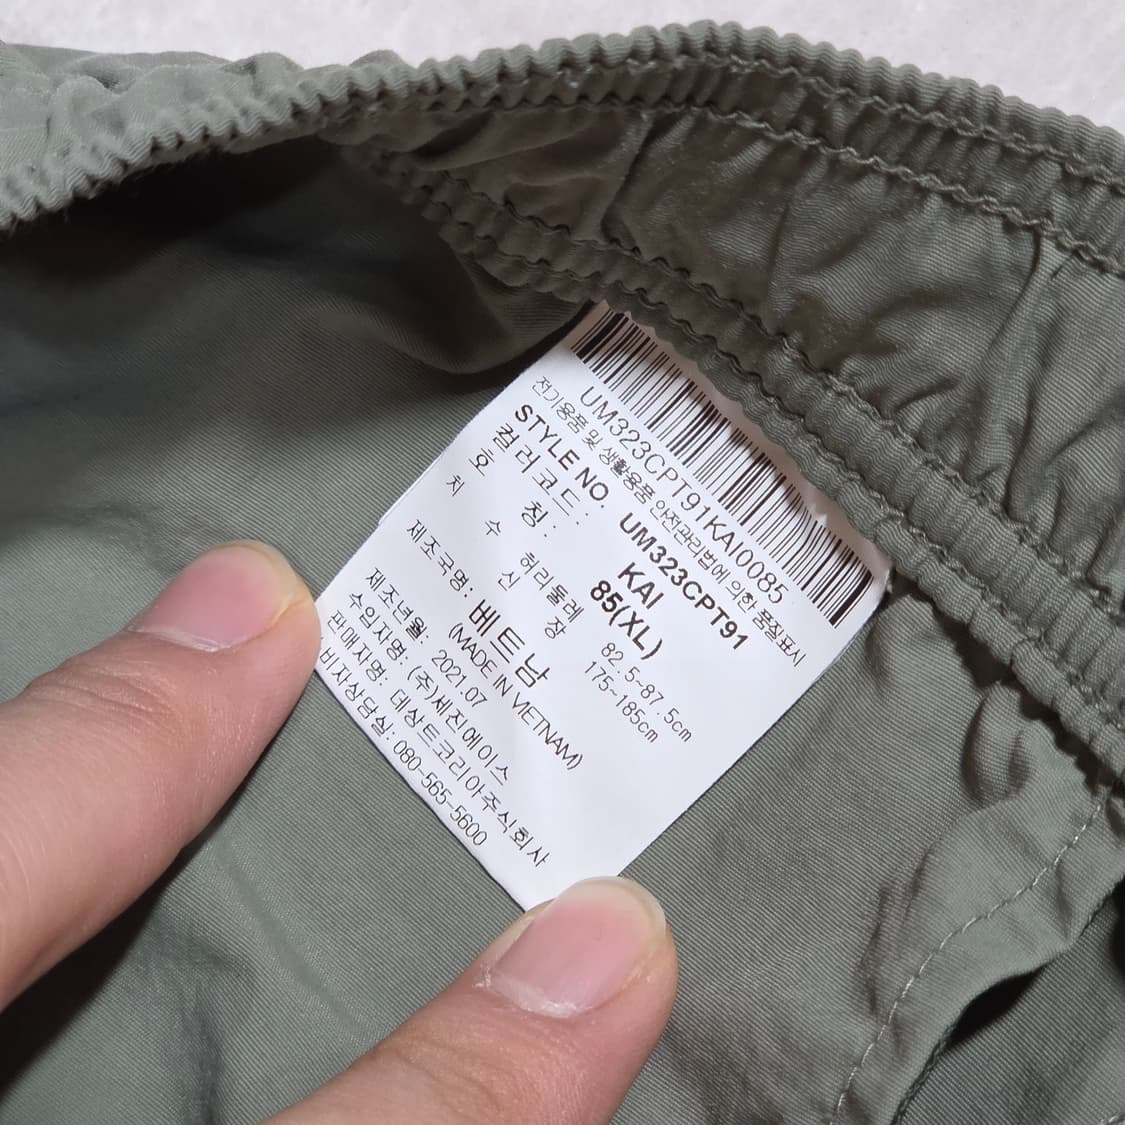 UM323CPT91KAI0085
전기용품 및 생활용품 안전관리법에 의한 품질표시
STYLE NO. UM323CPT91
컬러코드 : KAI
호 칭 : 85(XL)
치 수 허리둘레 82.5~87.5cm
신 장 175~185cm
제조국명 : 베트남
(MADE IN VIETNAM)
제조년월: 2021.07
수입자명: (주)세진에이스
판매자명: 데상트코리아주식회사
비자상담실: 080-565-5600